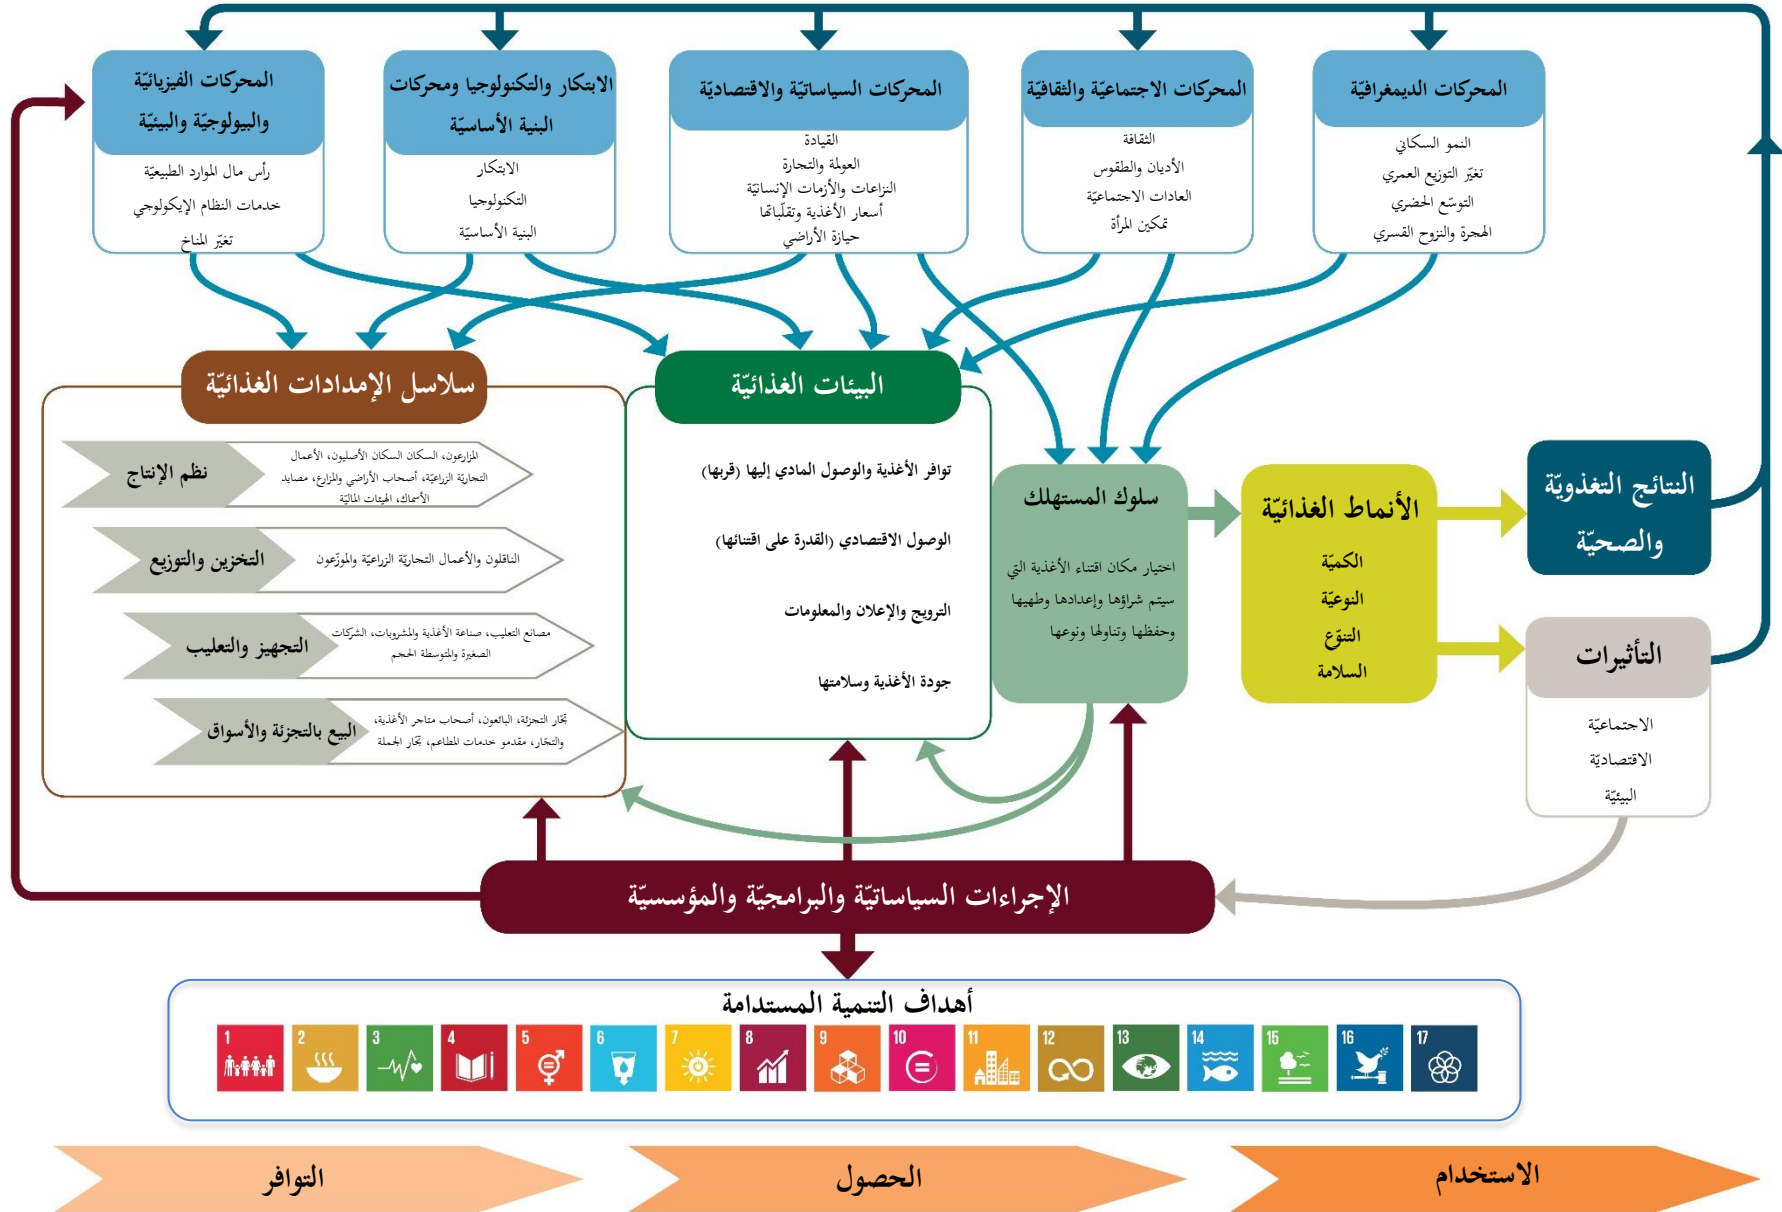 المحركات الديمغرافيّة
النمو السكاني
تغيّر التوزيع العمري
التوسّع الحضري
الهجرة والنزوح القسري
المحركات الاجتماعيّة والثقافيّة
الثقافة
الأديان والطقوس
العادات الاجتماعيّة
تمكين المرأة
المحركات السياساتيّة والاقتصاديّة
القيادة
العولمة والتجارة
النزاعات والأزمات الإنسانيّة
أسعار الأغذية وتقلّباتها
حيازة الأراضي
الابتكار والتكنولوجيا ومحركات
البنية الأساسيّة
الابتكار
التكنولوجيا
البنية الأساسيّة
المحركات الفيزيائيّة
والبيولوجيّة والبيئيّة
رأس مال الموارد الطبيعيّة
خدمات النظام الإيكولوجي
تغيّر المناخ
سلاسل الإمدادات الغذائيّة
نظم الإنتاج
المزارعون، السكان السكان الأصليون، الأعمال
التجاريّة الزراعيّة، أصحاب الأراضي والمزارع، مصايد
الأسماك، الهيئات الماليّة
التخزين والتوزيع
الناقلون والأعمال التجاريّة الزراعيّة والموزّعون
التجهيز والتعليب
مصانع التعليب، صناعة الأغذية والمشروبات، الشركات
الصغيرة والمتوسطة الحجم
البيع بالتجزئة والأسواق
تجّار التجزئة، البائعون، أصحاب متاجر الأغذية،
والتجّار، مقدمو خدمات المطاعم، تجّار الجملة
البيئات الغذائيّة
توافر الأغذية والوصول المادي إليها (قربها)
الوصول الاقتصادي (القدرة على اقتنائها)
الترويج والإعلان والمعلومات
جودة الأغذية وسلامتها
سلوك المستهلك
اختيار مكان اقتناء الأغذية التي
سيتم شراؤها وإعدادها وطهيها
وحفظها وتناولها ونوعها
الأنماط الغذائيّة
الكميّة
النوعيّة
التنوّع
السلامة
النتائج التغذويّة
والصحيّة
التأثيرات
الاجتماعيّة
الاقتصاديّة
البيئيّة
الإجراءات السياساتيّة والبرامجيّة والمؤسسيّة
أهداف التنمية المستدامة
1 2 3 4 5 6 7 8 9 10 11 12 13 14 15 16 17
التوافر
الحصول
الاستخدام